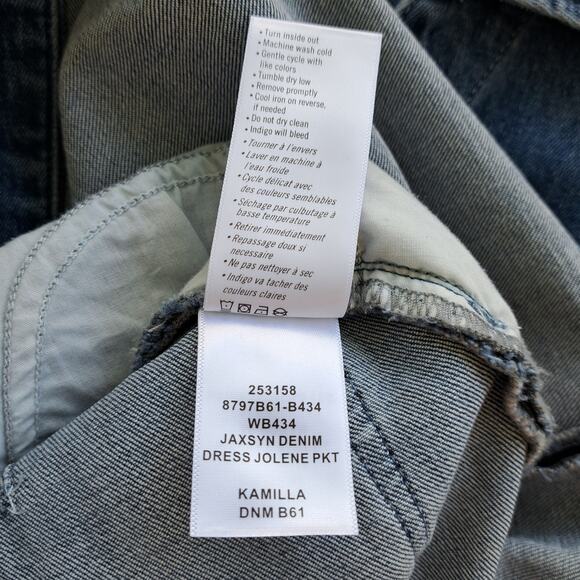 • Turn inside out
• Machine wash cold
• Gentle cycle with
like colors
• Tumble dry low
• Remove promptly
• Cool iron on reverse,
if needed
• Do not dry clean
• Indigo will bleed
• Tourner à l'envers
• Laver en machine à
l'eau froide
• Cycle délicat avec
des couleurs semblables
• Séchage par culbutage à
basse temperature
• Retirer immédiatement
• Repassage doux si
necessaire
• Ne pas nettoyer à sec
• Indigo va tacher des
couleurs claires
253158
8797B61-B434
WB434
JAXSYN DENIM
DRESS JOLENE PKT
KAMILLA
DNM B61